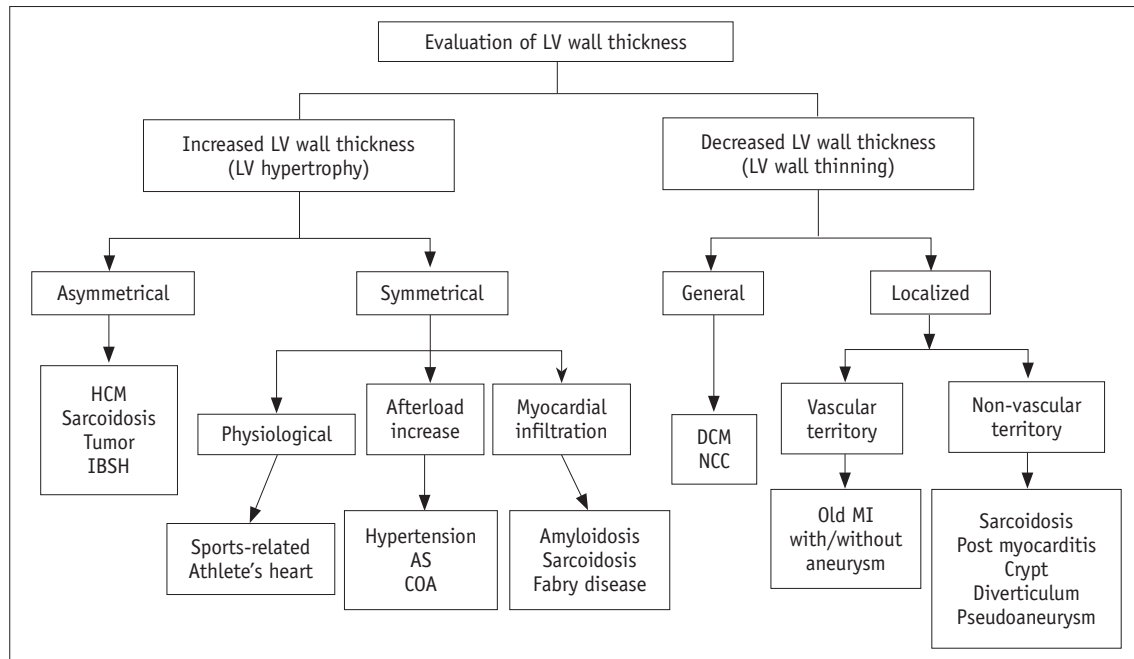 Evaluation of LV wall thickness
Increased LV wall thickness
(LV hypertrophy)
Decreased LV wall thickness
(LV wall thinning)
Asymmetrical
Symmetrical
General
Localized
HCM
Sarcoidosis
Tumor
IBSH
Physiological
Afterload
increase
Myocardial
infiltration
DCM
NCC
Vascular
territory
Non-vascular
territory
Sports-related
Athlete's heart
Hypertension
AS
COA
Amyloidosis
Sarcoidosis
Fabry disease
Old MI
with/without
aneurysm
Sarcoidosis
Post myocarditis
Crypt
Diverticulum
Pseudoaneurysm